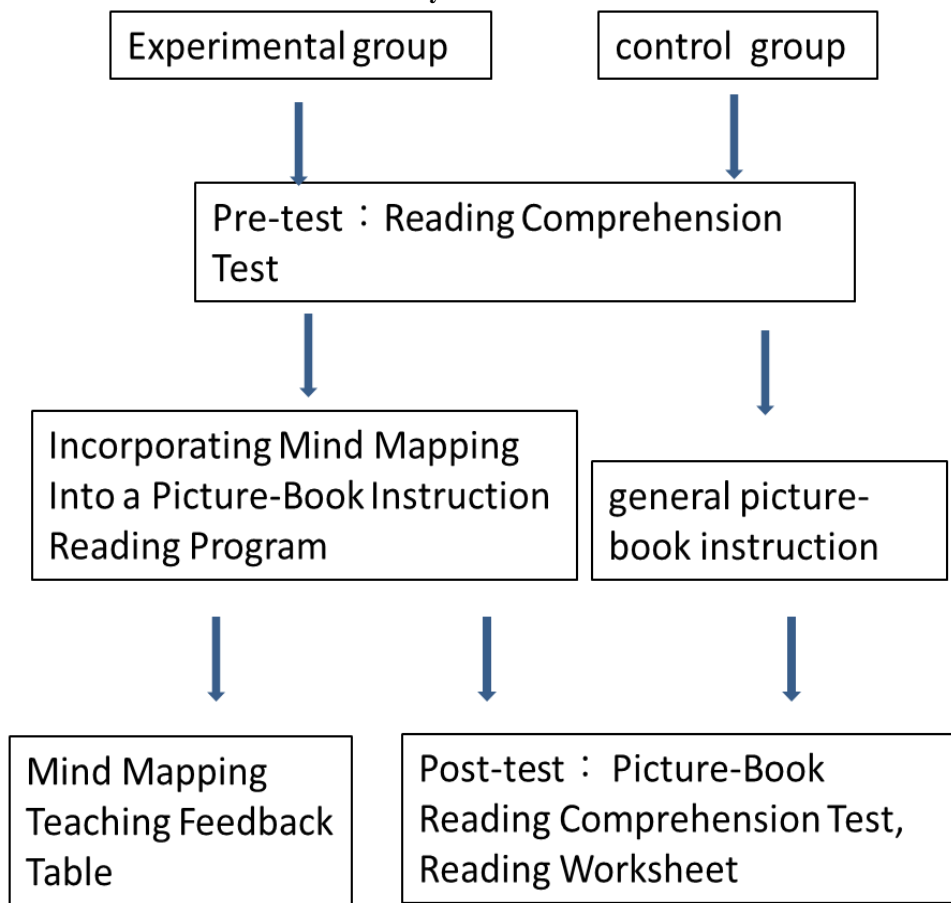 Experimental group
control group
Pre-test：Reading Comprehension
Test
Incorporating Mind Mapping
Into a Picture-Book Instruction
Reading Program
general picture-
book instruction
Mind Mapping
Teaching Feedback
Table
Post-test： Picture-Book
Reading Comprehension Test,
Reading Worksheet